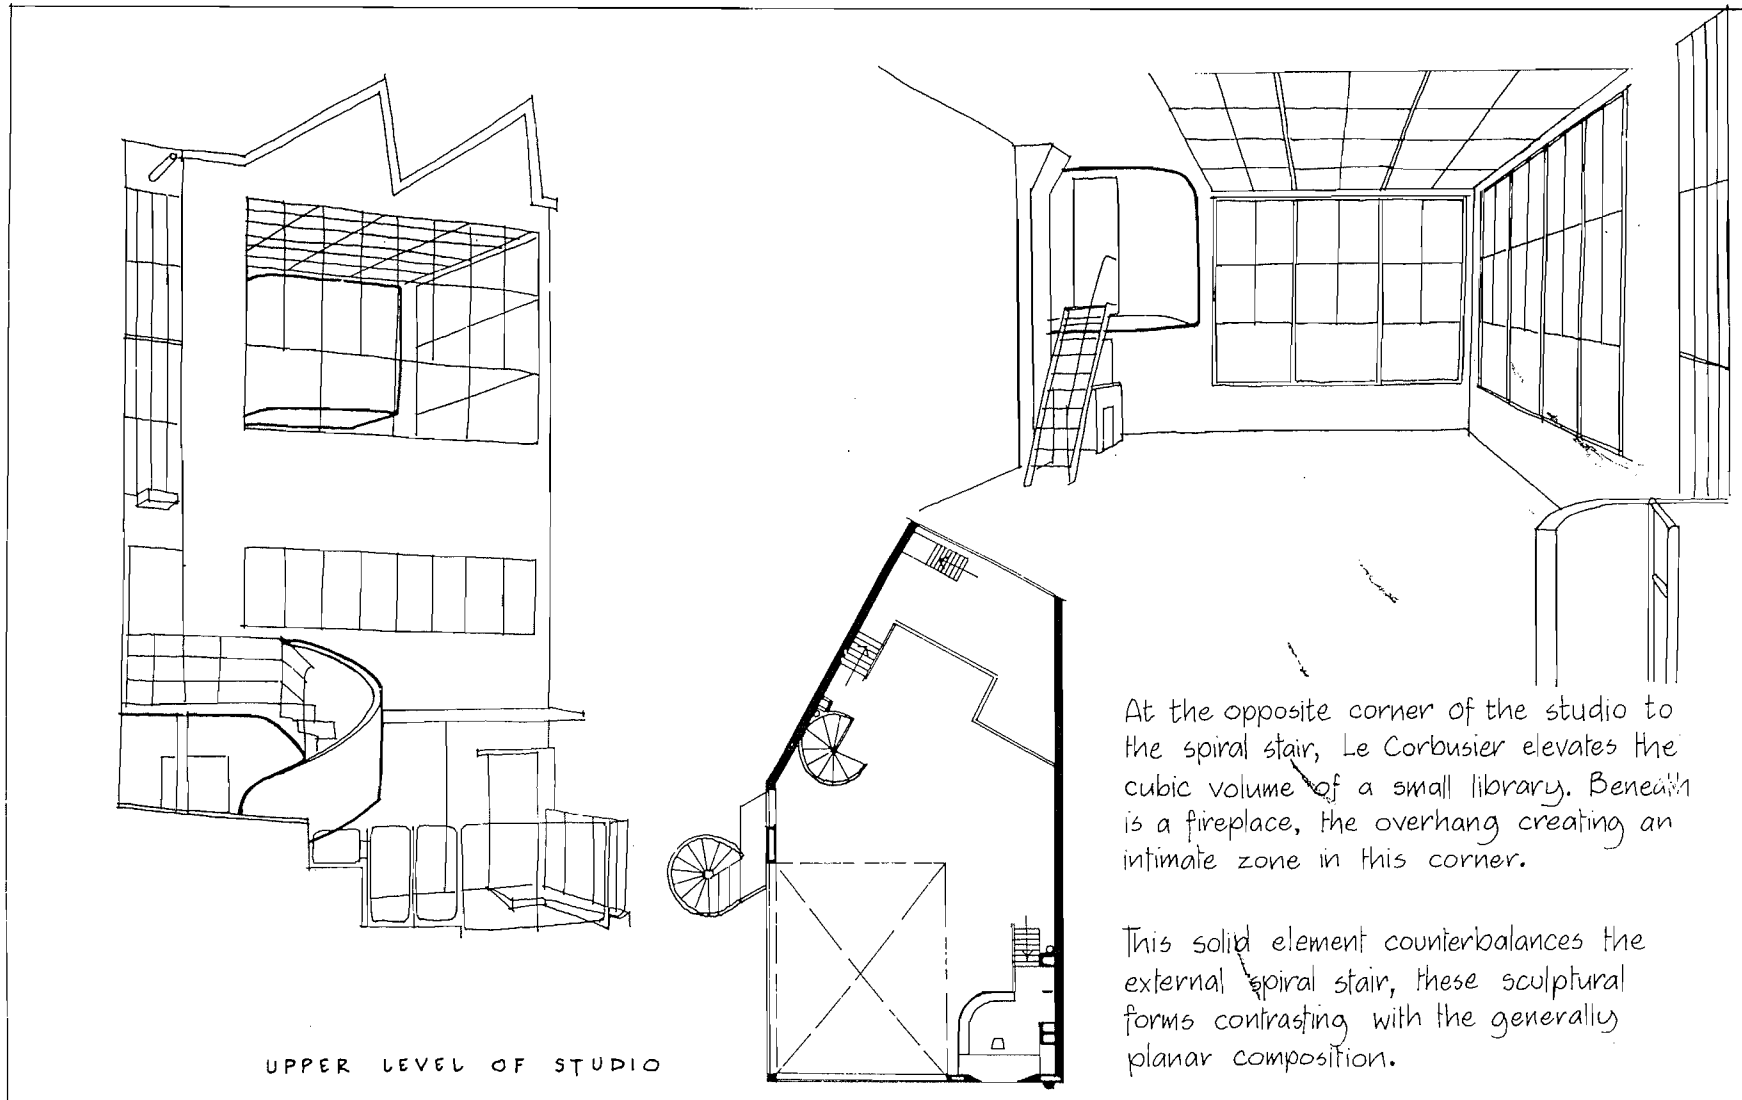 At the opposite corner of the studio to
the spiral stair, Le Corbusier elevates the
cubic volume of a small library. Beneath
is a fireplace, the overhang creating an
intimate zone in this corner.
This solid element counterbalances the
external spiral stair, these sculptural
forms contrasting with the generally
planar composition.
UPPER LEVEL OF STUDIO